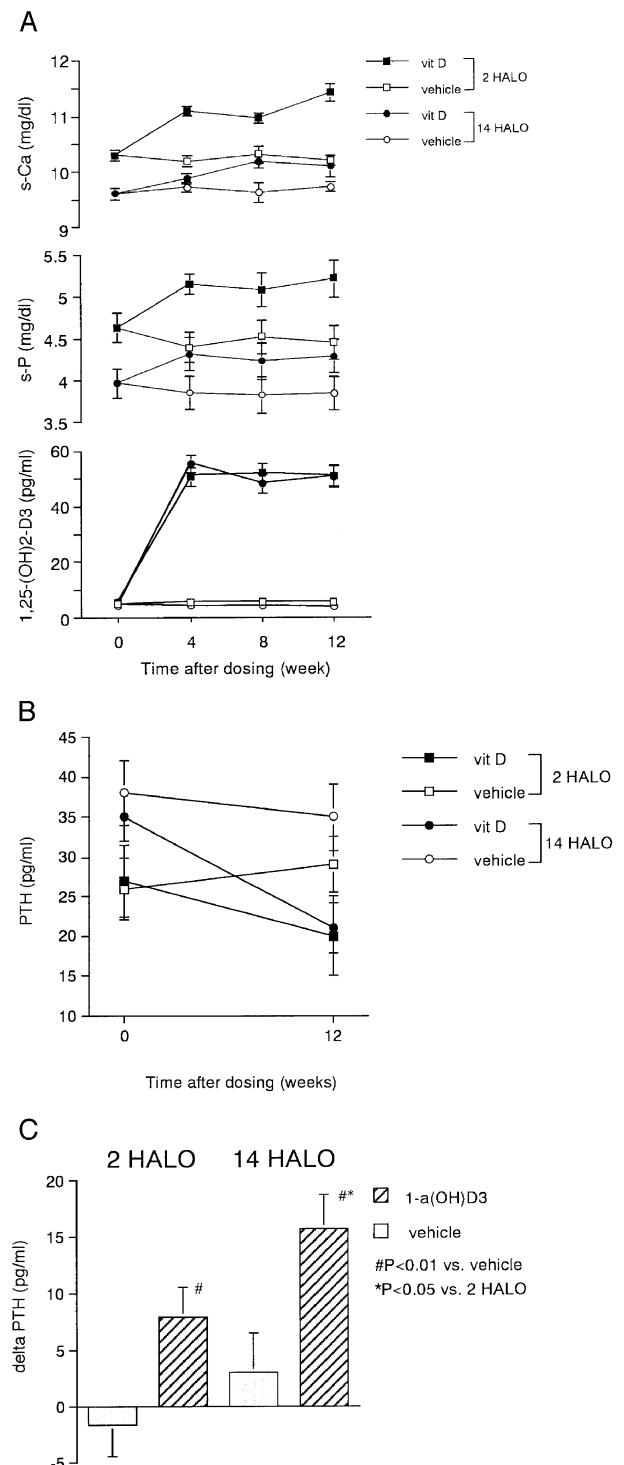 A
12
11
10
9
s-Ca (mg/dl)
vit D
vehicle
2 HALO
vit D
vehicle
14 HALO
5.5
5
4.5
4
3.5
s-P (mg/dl)
60
40
20
0
1,25-(OH)2-D3 (pg/ml)
0 4 8 12
Time after dosing (week)
B
45
40
35
30
25
20
15
10
PTH (pg/ml)
vit D
vehicle
2 HALO
vit D
vehicle
14 HALO
0 12
Time after dosing (weeks)
C
2 HALO 14 HALO
20
15
10
5
0
-5
delta PTH (pg/ml)
#
#*
1-a(OH)D3
vehicle
#P<0.01 vs. vehicle
*P<0.05 vs. 2 HALO